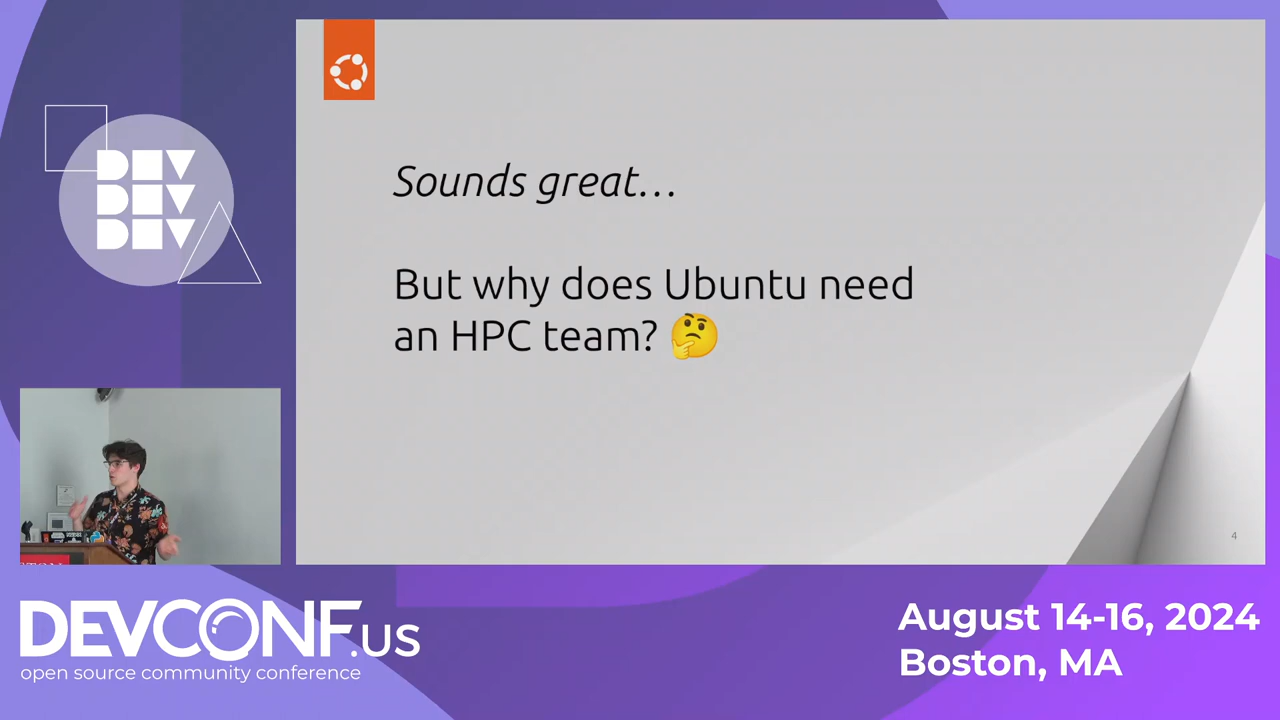 DEV
DEV
DEV
Sounds great…
But why does Ubuntu need
an HPC team? 🤔
4
DEVCONF.US
open source community conference
August 14-16, 2024
Boston, MA